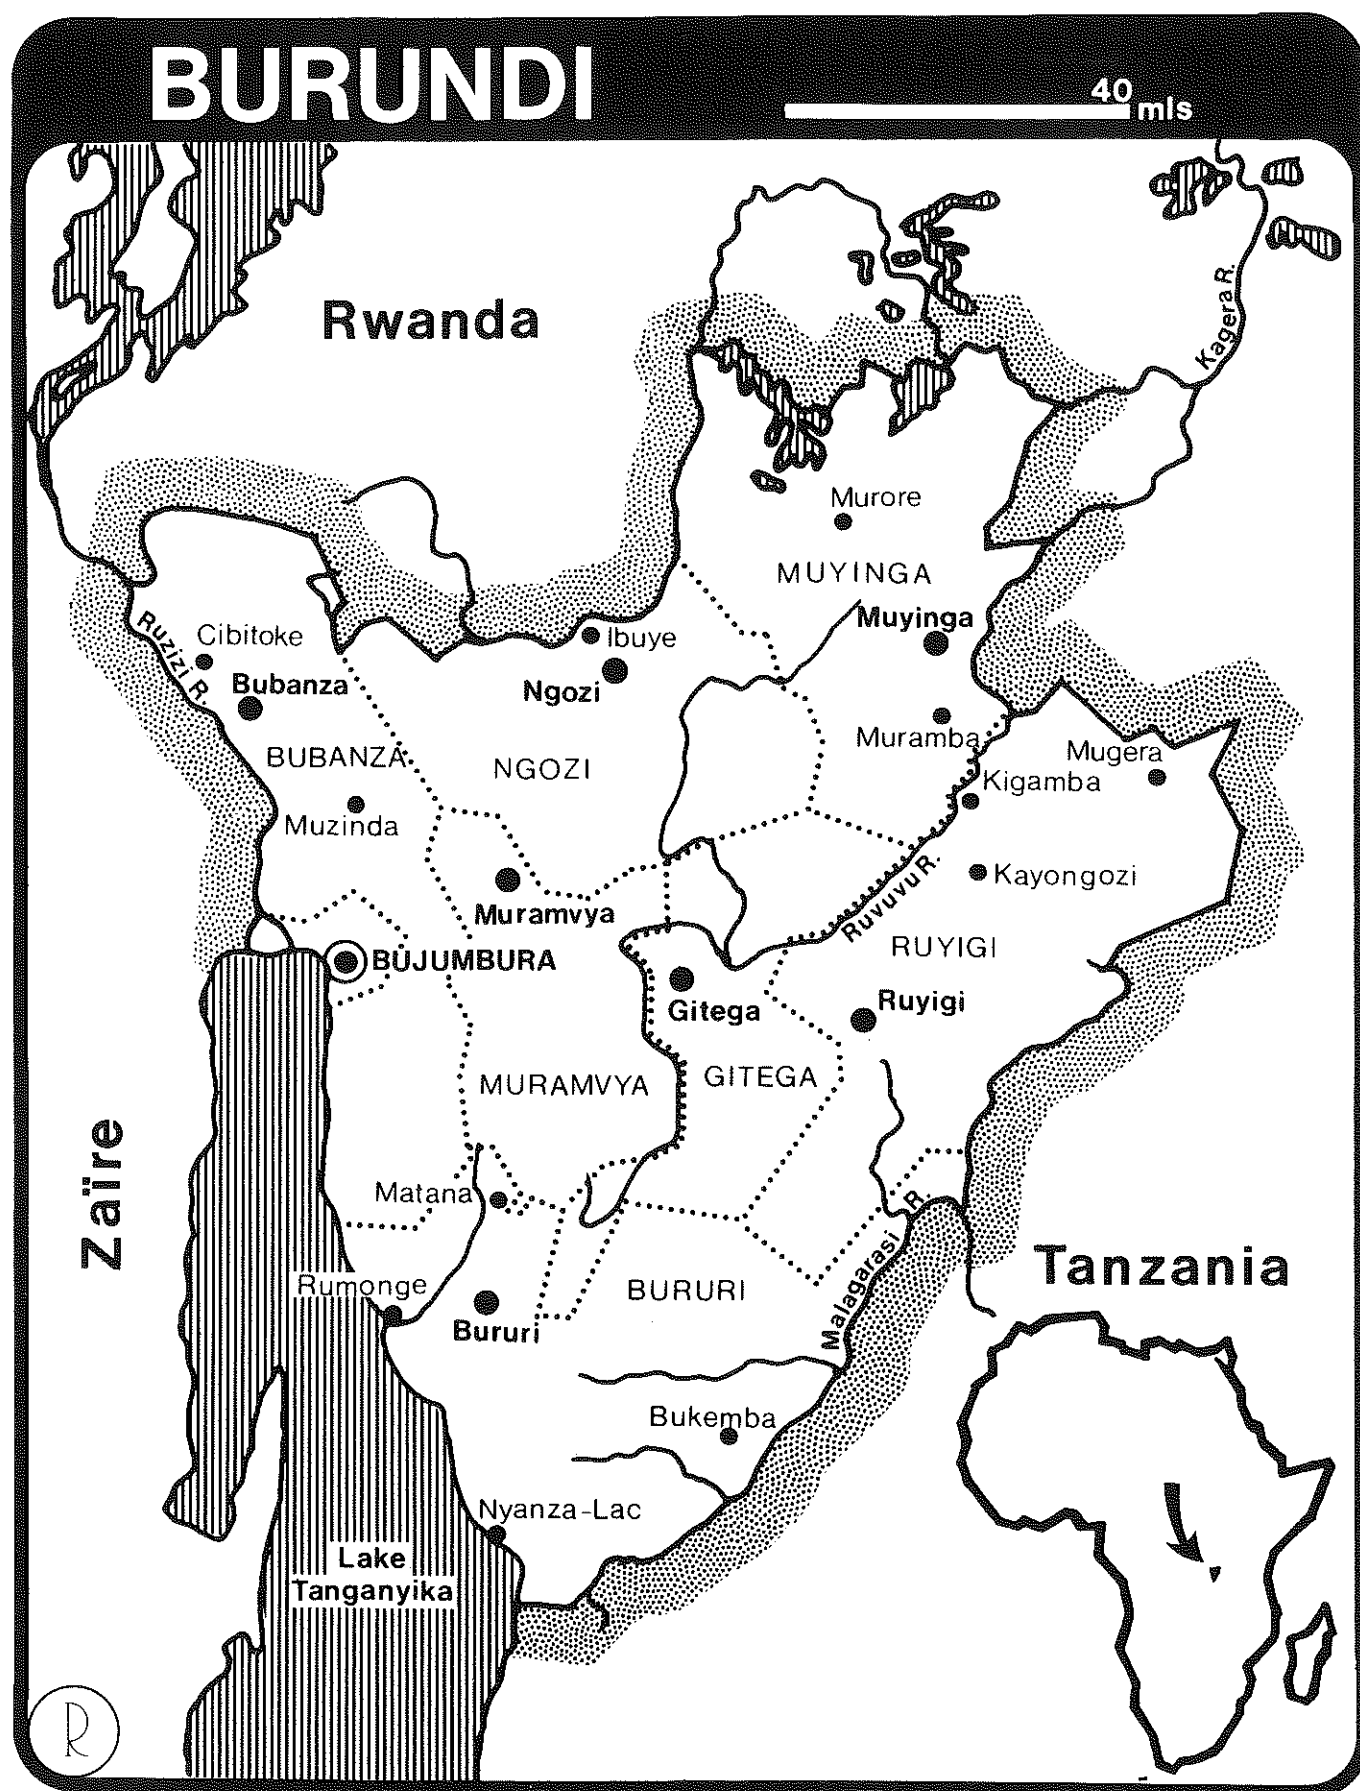 BURUNDI
40
mls
Rwanda
Kagera R.
Murore
MUYINGA
Muyinga
Ruzizi R.
Cibitoke
Ibuye
Bubanza
Ngozi
Muramba
Mugera
BUBANZA
NGOZI
Kigamba
Muzinda
Kayongozi
Muramvya
Ruvuvu R.
RUYIGI
BUJUMBURA
Gitega
Ruyigi
MURAMVYA
GITEGA
Zaïre
Matana
Malagarasi R.
Tanzania
Rumonge
BURURI
Bururi
Bukemba
Nyanza-Lac
Lake
Tanganyika
R